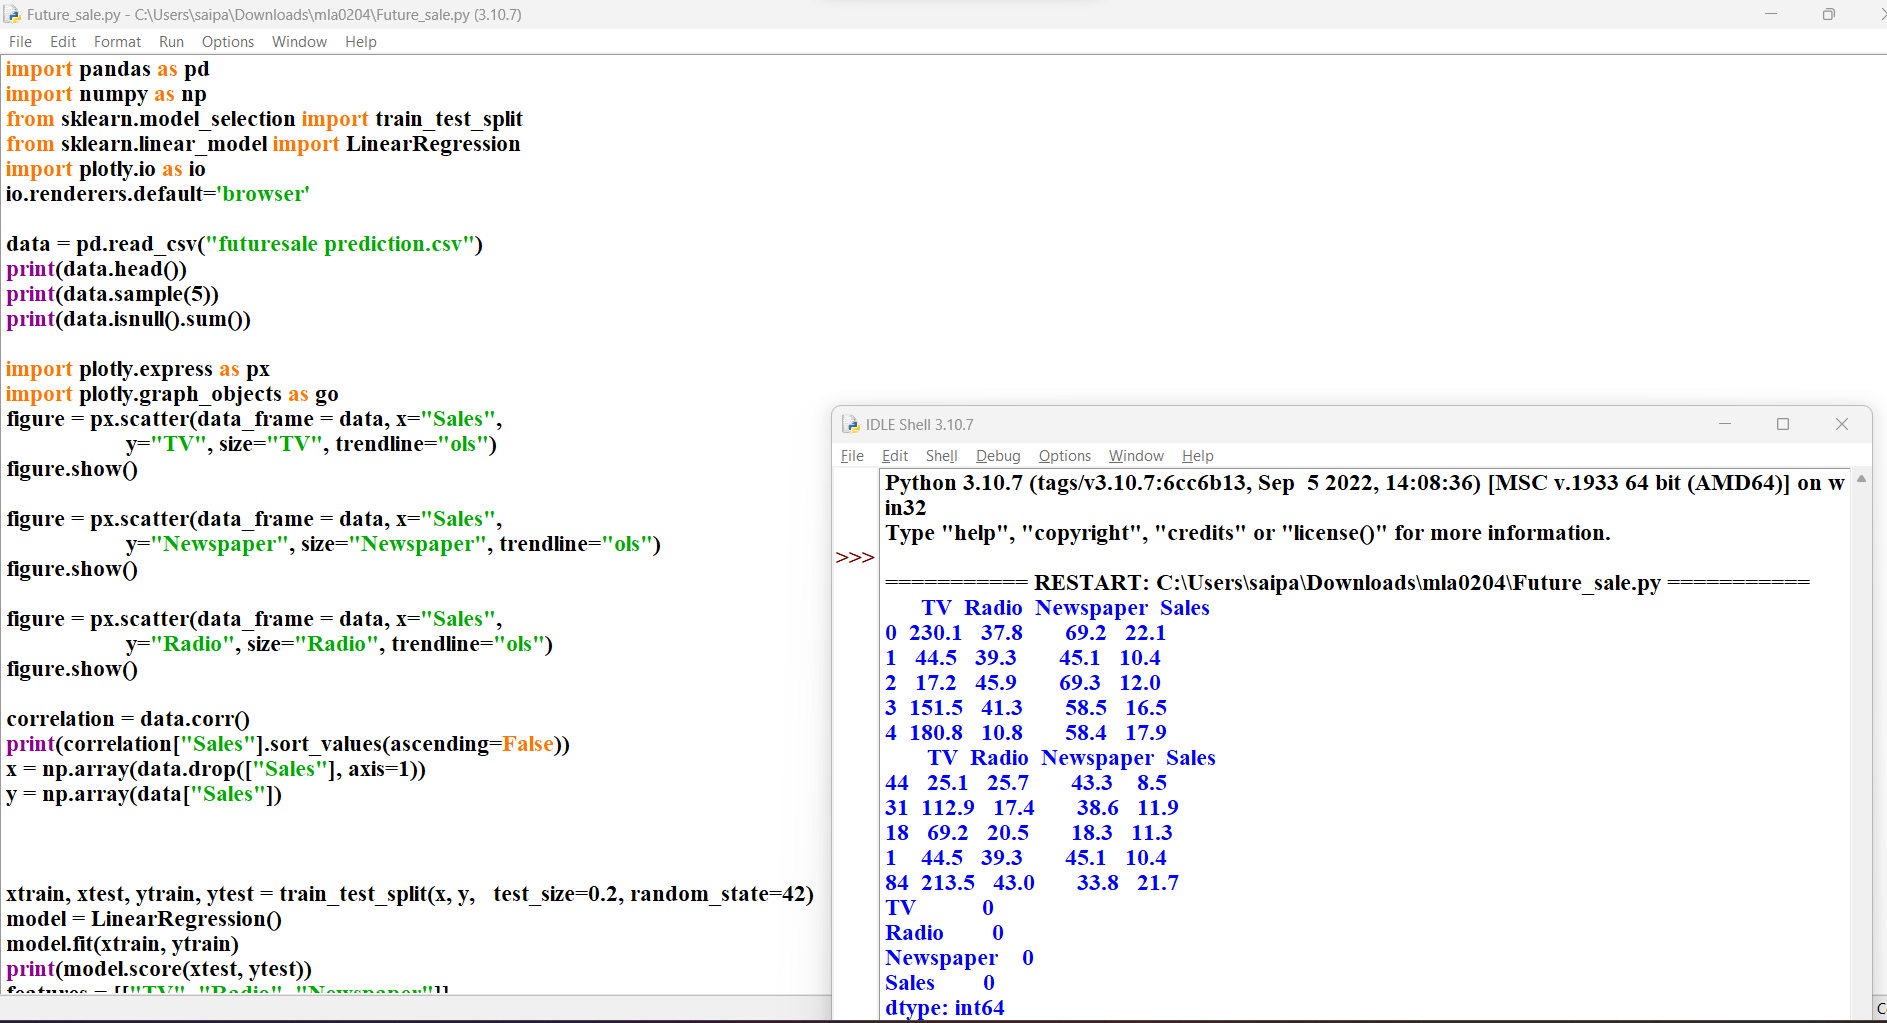 Future_sale.py - C:\Users\saipa\Downloads\mla0204\Future_sale.py (3.10.7)
File Edit Format Run Options Window Help
import pandas as pd
import numpy as np
from sklearn.model_selection import train_test_split
from sklearn.linear_model import LinearRegression
import plotly.io as io
io.renderers.default='browser'
data = pd.read_csv("futuresale prediction.csv")
print(data.head())
print(data.sample(5))
print(data.isnull().sum())
import plotly.express as px
import plotly.graph_objects as go
figure = px.scatter(data_frame = data, x="Sales",
y="TV", size="TV", trendline="ols")
figure.show()
figure = px.scatter(data_frame = data, x="Sales",
y="Newspaper", size="Newspaper", trendline="ols")
figure.show()
figure = px.scatter(data_frame = data, x="Sales",
y="Radio", size="Radio", trendline="ols")
figure.show()
correlation = data.corr()
print(correlation["Sales"].sort_values(ascending=False))
x = np.array(data.drop(["Sales"], axis=1))
y = np.array(data["Sales"])
xtrain, xtest, ytrain, ytest = train_test_split(x, y, test_size=0.2, random_state=42)
model = LinearRegression()
model.fit(xtrain, ytrain)
print(model.score(xtest, ytest))
features = [["TV", "Radio", "Newspaper"]]
IDLE Shell 3.10.7
File Edit Shell Debug Options Window Help
Python 3.10.7 (tags/v3.10.7:6cc6b13, Sep 5 2022, 14:08:36) [MSC v.1933 64 bit (AMD64)] on w
in32
Type "help", "copyright", "credits" or "license()" for more information.
>>>
=========== RESTART: C:\Users\saipa\Downloads\mla0204\Future_sale.py ===========
TV Radio Newspaper Sales
0 230.1 37.8 69.2 22.1
1 44.5 39.3 45.1 10.4
2 17.2 45.9 69.3 12.0
3 151.5 41.3 58.5 16.5
4 180.8 10.8 58.4 17.9
TV Radio Newspaper Sales
44 25.1 25.7 43.3 8.5
31 112.9 17.4 38.6 11.9
18 69.2 20.5 18.3 11.3
1 44.5 39.3 45.1 10.4
84 213.5 43.0 33.8 21.7
TV 0
Radio 0
Newspaper 0
Sales 0
dtype: int64